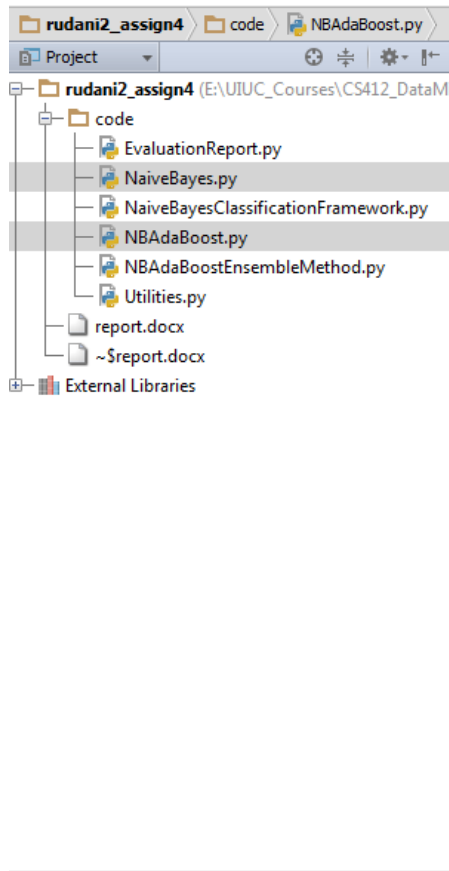 rudani2_assign4 code NBAdaBoost.py
Project
rudani2_assign4 (E:\UIUC_Courses\CS412_DataM
code
EvaluationReport.py
NaiveBayes.py
NaiveBayesClassificationFramework.py
NBAdaBoost.py
NBAdaBoostEnsembleMethod.py
Utilities.py
report.docx
~$report.docx
External Libraries